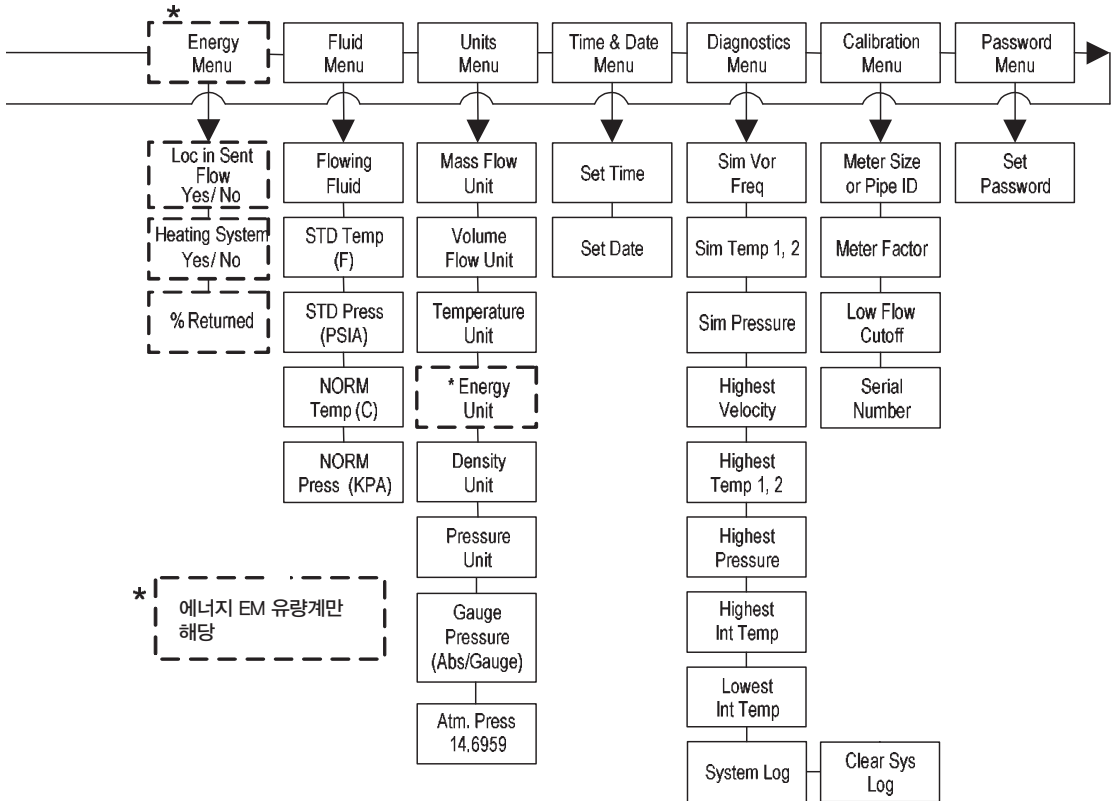 *
Energy
Menu
Fluid
Menu
Units
Menu
Time & Date
Menu
Diagnostics
Menu
Calibration
Menu
Password
Menu
Loc in Sent
Flow
Yes/ No
Heating System
Yes/ No
% Returned
Flowing
Fluid
STD Temp
(F)
STD Press
(PSIA)
NORM
Temp (C)
NORM
Press (KPA)
Mass Flow
Unit
Volume
Flow Unit
Temperature
Unit
* Energy
Unit
Density
Unit
Pressure
Unit
Gauge
Pressure
(Abs/Gauge)
Atm. Press
14.6959
Set Time
Set Date
Sim Vor
Freq
Sim Temp 1, 2
Sim Pressure
Highest
Velocity
Highest
Temp 1, 2
Highest
Pressure
Highest
Int Temp
Lowest
Int Temp
System Log
Clear Sys
Log
Meter Size
or Pipe ID
Meter Factor
Low Flow
Cutoff
Serial
Number
Set
Password
*
에너지 EM 유량계만
해당